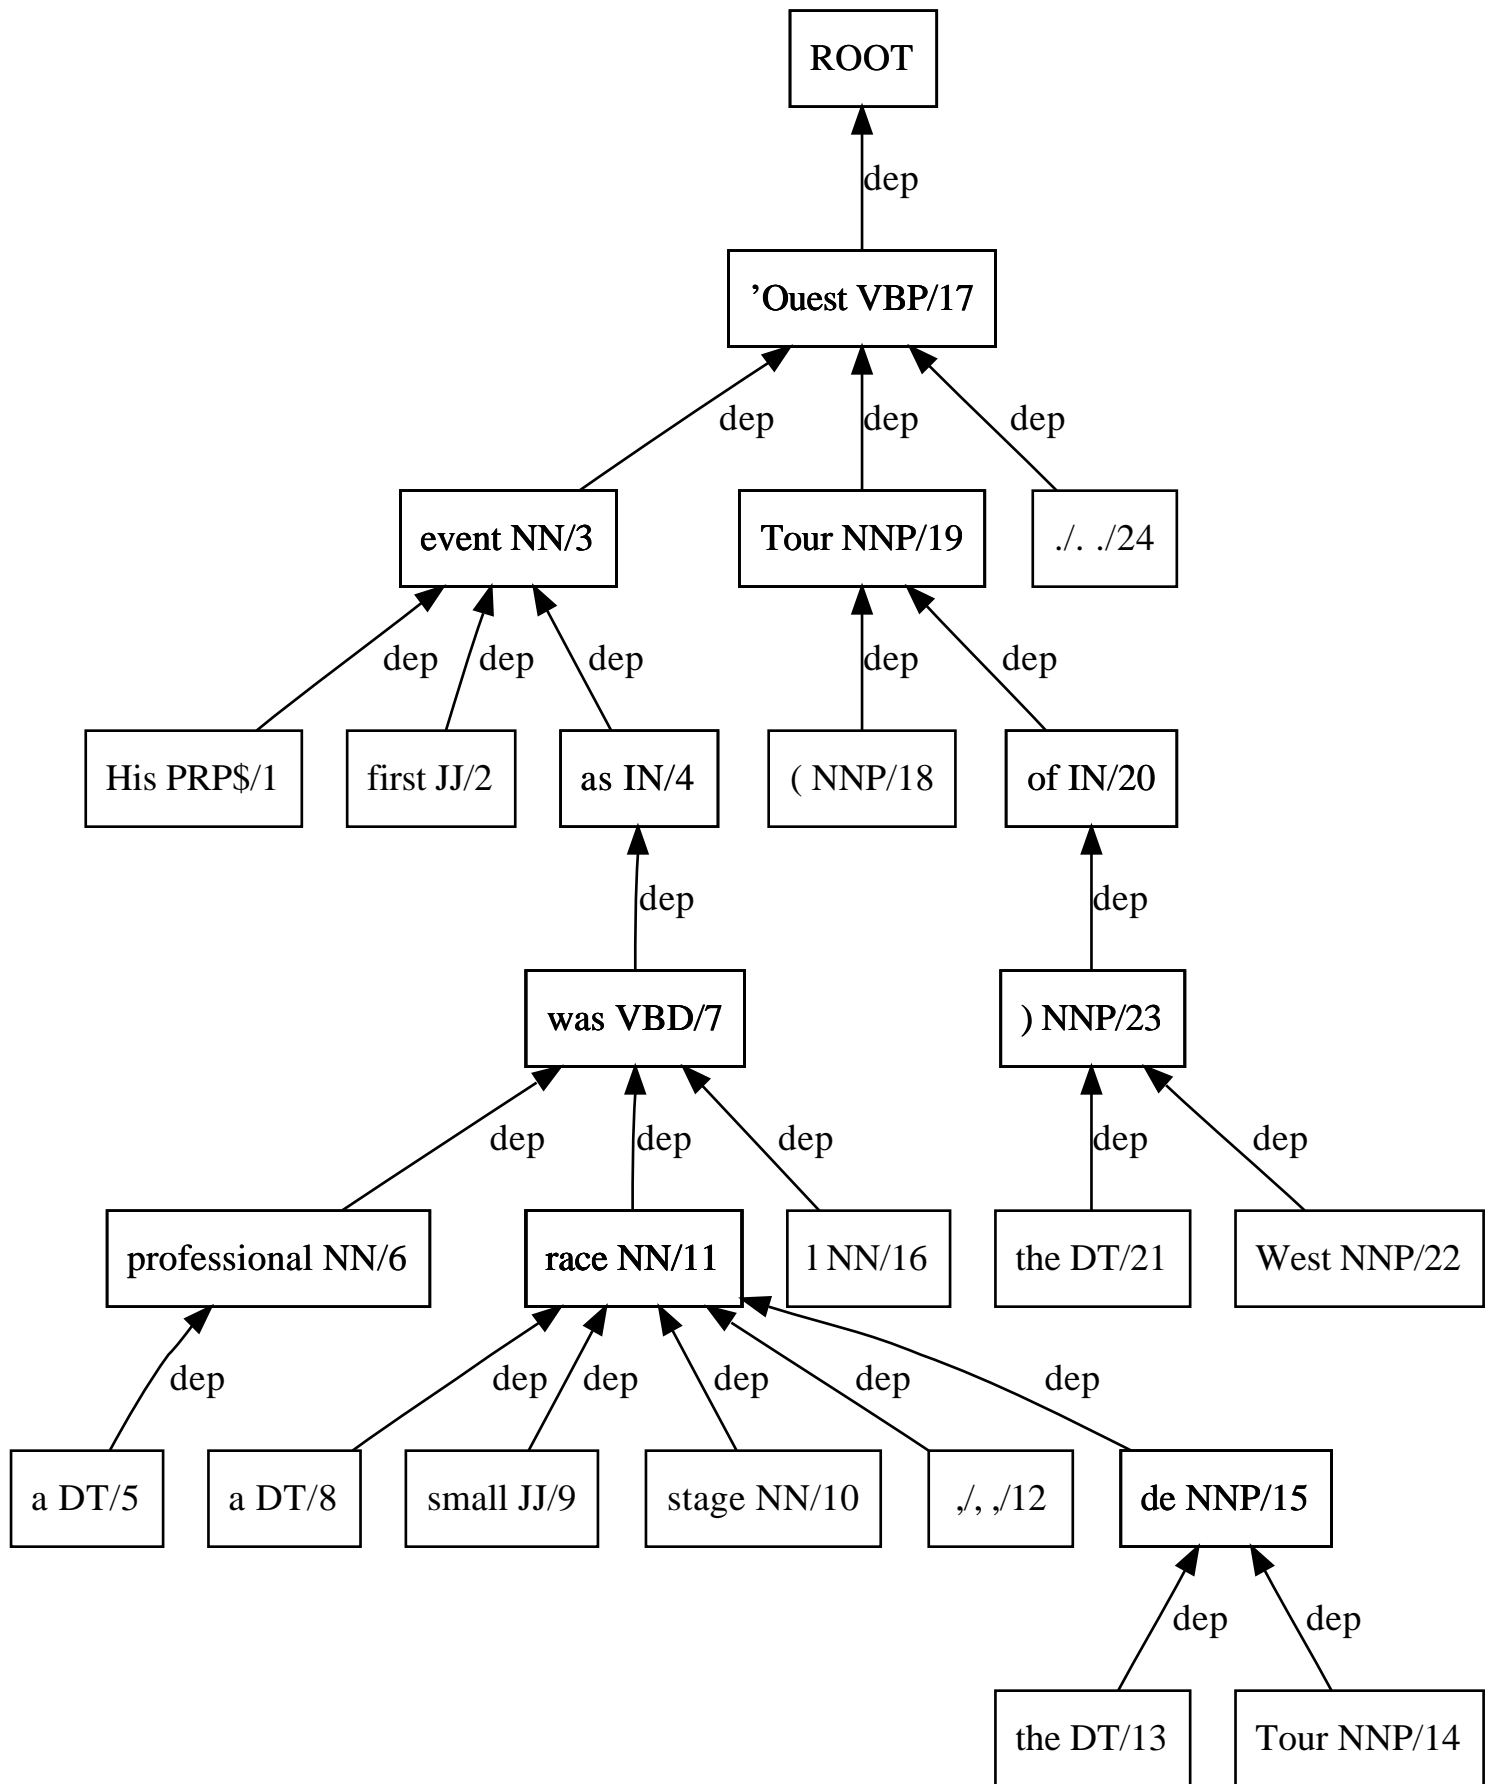 ROOT
dep
’Ouest VBP/17
dep dep dep
event NN/3 Tour NNP/19 ./. ./24
dep dep dep dep dep
His PRP$/1 first JJ/2 as IN/4 ( NNP/18 of IN/20
dep dep
was VBD/7 ) NNP/23
dep dep dep dep dep
professional NN/6 race NN/11 l NN/16 the DT/21 West NNP/22
dep dep dep dep dep dep
a DT/5 a DT/8 small JJ/9 stage NN/10 ,/, ,/12 de NNP/15
dep dep
the DT/13 Tour NNP/14